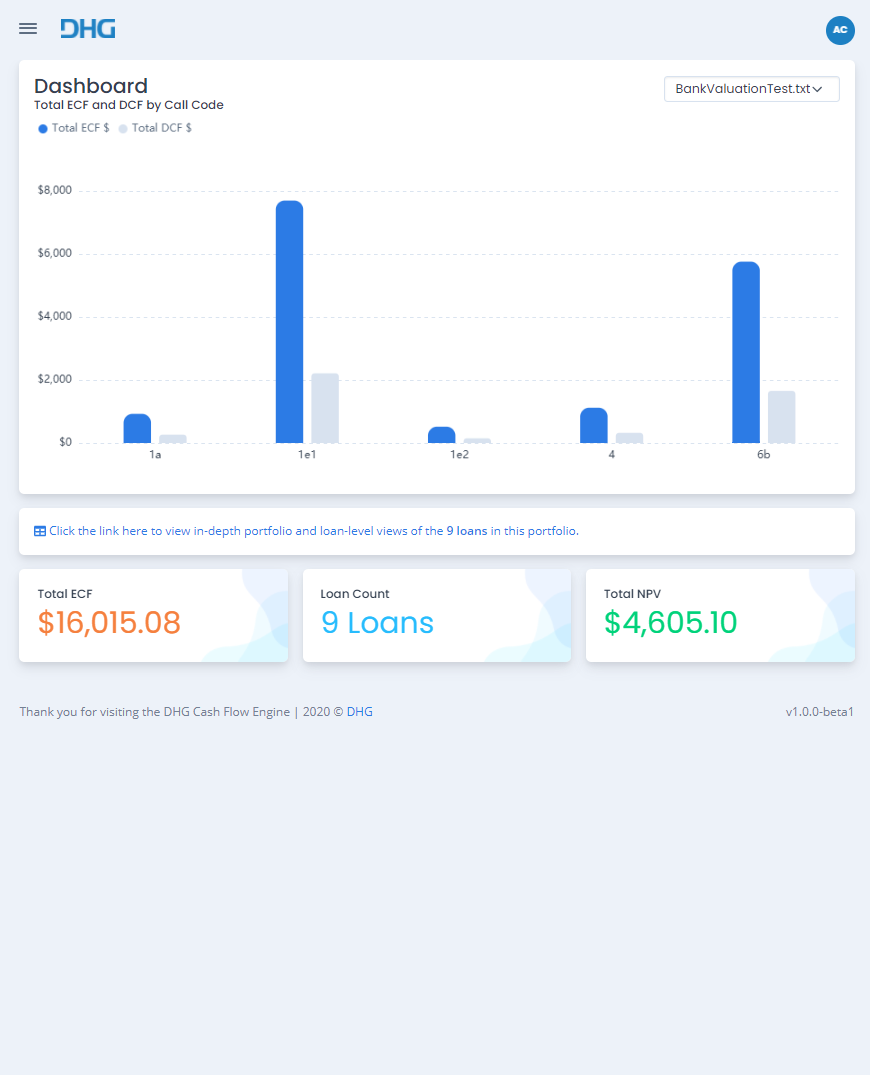 DHG
AC
Dashboard
Total ECF and DCF by Call Code
BankValuationTest.txt
Total ECF $ Total DCF $
$8,000
$6,000
$4,000
$2,000
$0
1a 1e1 1e2 4 6b
Click the link here to view in-depth portfolio and loan-level views of the 9 loans in this portfolio.
Total ECF
$16,015.08
Loan Count
9 Loans
Total NPV
$4,605.10
Thank you for visiting the DHG Cash Flow Engine | 2020 © DHG
v1.0.0-beta1